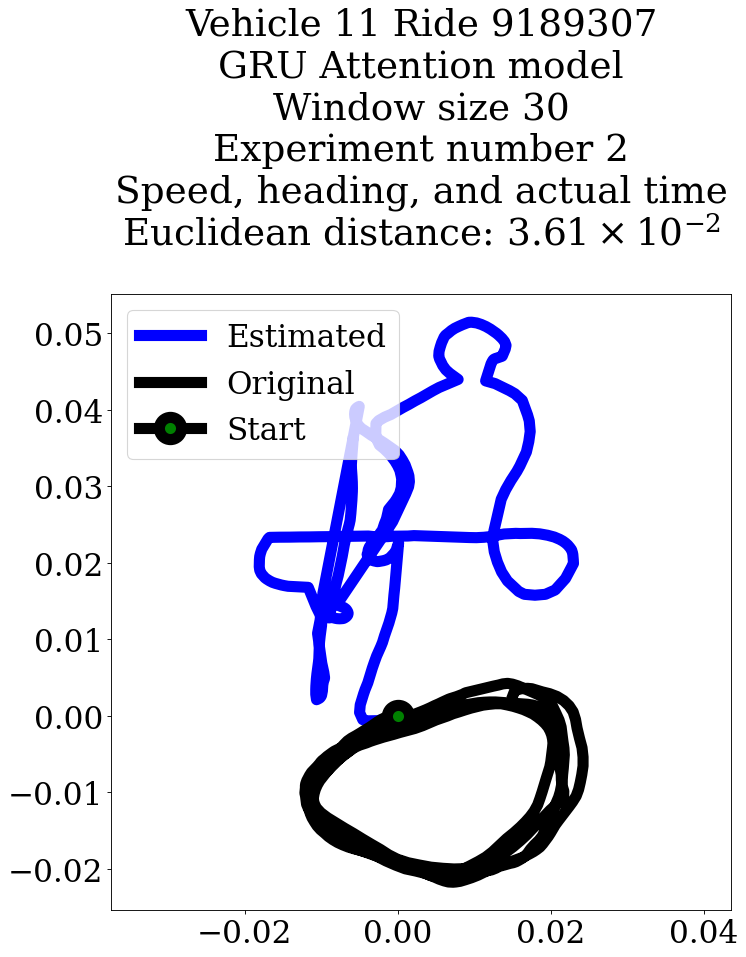 Vehicle 11 Ride 9189307
GRU Attention model
Window size 30
Experiment number 2
Speed, heading, and actual time
Euclidean distance: 3.61 × 10⁻²
Estimated
Original
Start
0.05
0.04
0.03
0.02
0.01
0.00
−0.01
−0.02
−0.02 0.00 0.02 0.04